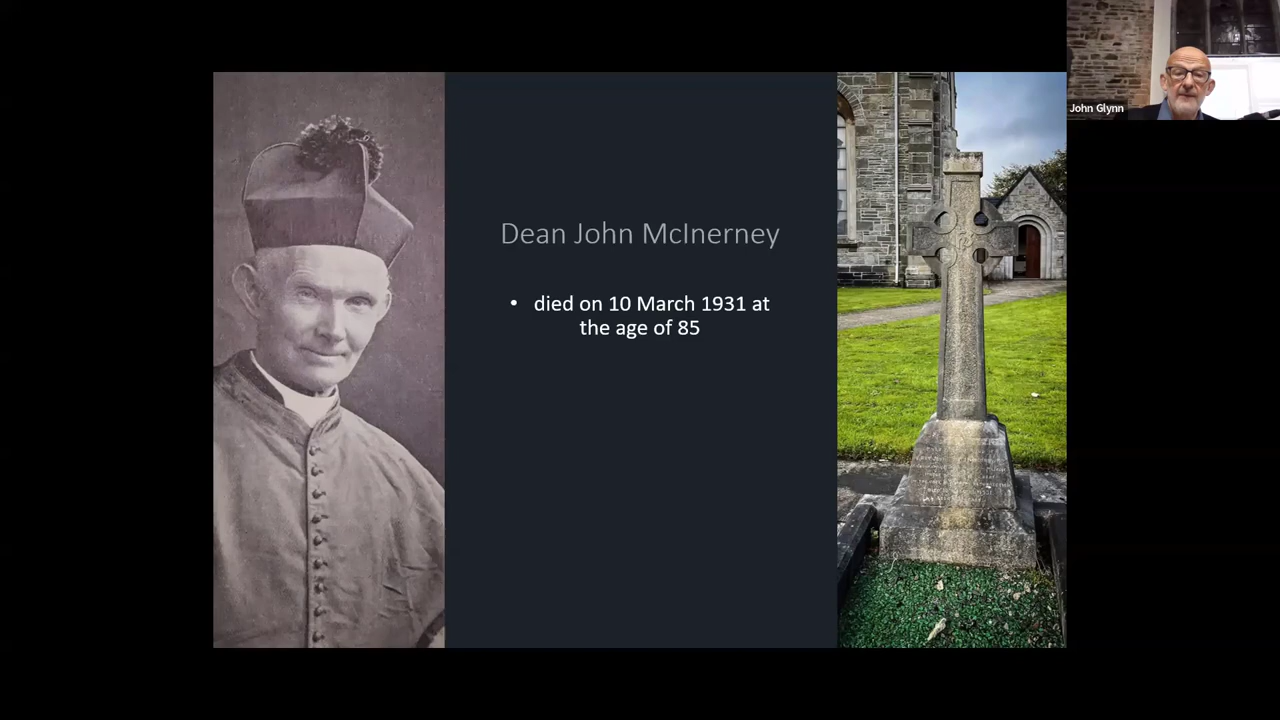 John Glynn
Dean John McInerney
• died on 10 March 1931 at
the age of 85